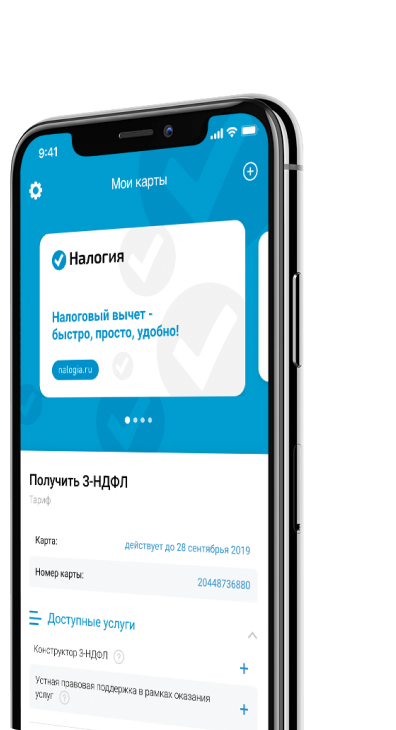 9:41
Мои карты
Налогия
Налоговый вычет -
быстро, просто, удобно!
nalogia.ru
Получить 3-НДФЛ
Тариф
Карта:
действует до 28 сентябрья 2019
Номер карты:
20448736880
Доступные услуги
Конструктор 3-НДФЛ ?
Устная правовая поддержка в рамках оказания
услуг ?